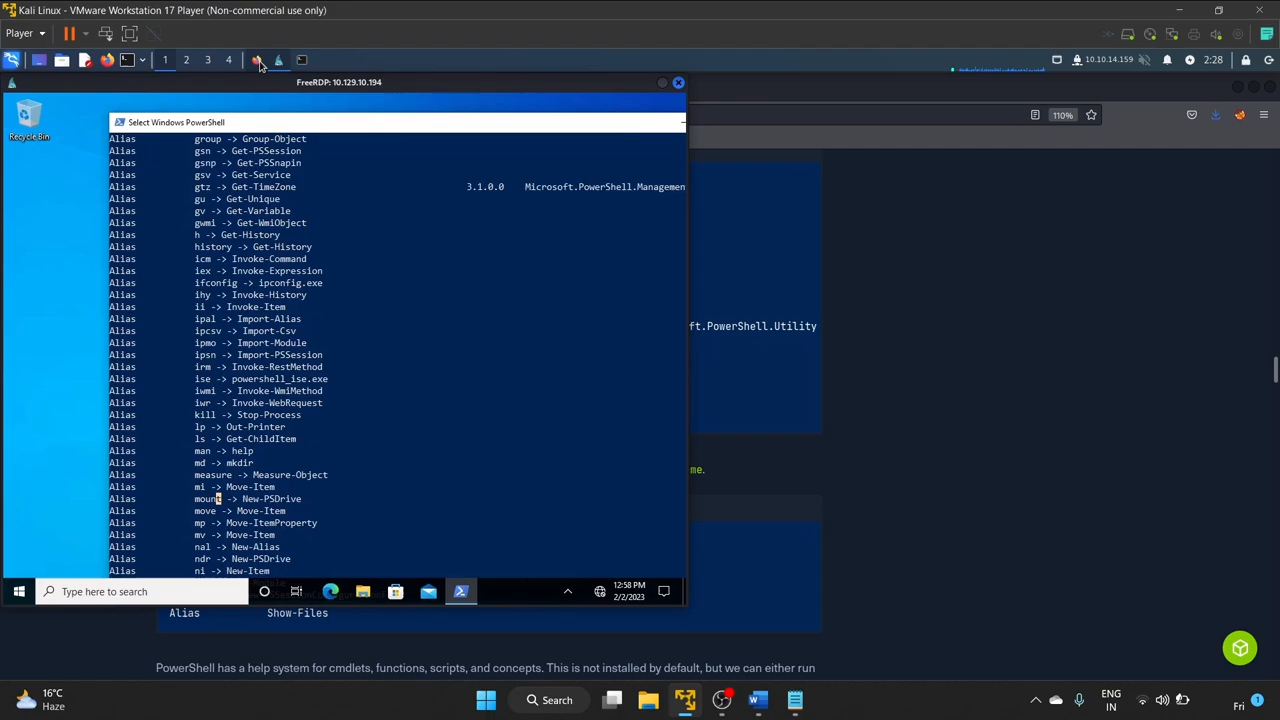 Kali Linux - VMware Workstation 17 Player (Non-commercial use only)
Player
1 2 3 4
10.10.14.159
2:28
FreeRDP: 10.129.10.194
110%
Recycle Bin
Select Windows PowerShell
Alias group -> Group-Object
Alias gsn -> Get-PSSession
Alias gsnp -> Get-PSSnapin
Alias gsv -> Get-Service
Alias gtz -> Get-TimeZone 3.1.0.0 Microsoft.PowerShell.Managemen
Alias gu -> Get-Unique
Alias gv -> Get-Variable
Alias gwmi -> Get-WmiObject
Alias h -> Get-History
Alias history -> Get-History
Alias icm -> Invoke-Command
Alias iex -> Invoke-Expression
Alias ifconfig -> ipconfig.exe
Alias ihy -> Invoke-History
Alias ii -> Invoke-Item
Alias ipal -> Import-Alias
Alias ipcsv -> Import-Csv
Alias ipmo -> Import-Module
Alias ipsn -> Import-PSSession
Alias irm -> Invoke-RestMethod
Alias ise -> powershell_ise.exe
Alias iwmi -> Invoke-WmiMethod
Alias iwr -> Invoke-WebRequest
Alias kill -> Stop-Process
Alias lp -> Out-Printer
Alias ls -> Get-ChildItem
Alias man -> help
Alias md -> mkdir
Alias measure -> Measure-Object
Alias mi -> Move-Item
Alias mount -> New-PSDrive
Alias move -> Move-Item
Alias mp -> Move-ItemProperty
Alias mv -> Move-Item
Alias nal -> New-Alias
Alias ndr -> New-PSDrive
Alias ni -> New-Item
ft.PowerShell.Utility
me.
Type here to search
12:58 PM
2/2/2023
Alias Show-Files
PowerShell has a help system for cmdlets, functions, scripts, and concepts. This is not installed by default, but we can either run
16°C
Haze
Search
ENG
IN
Fri
1